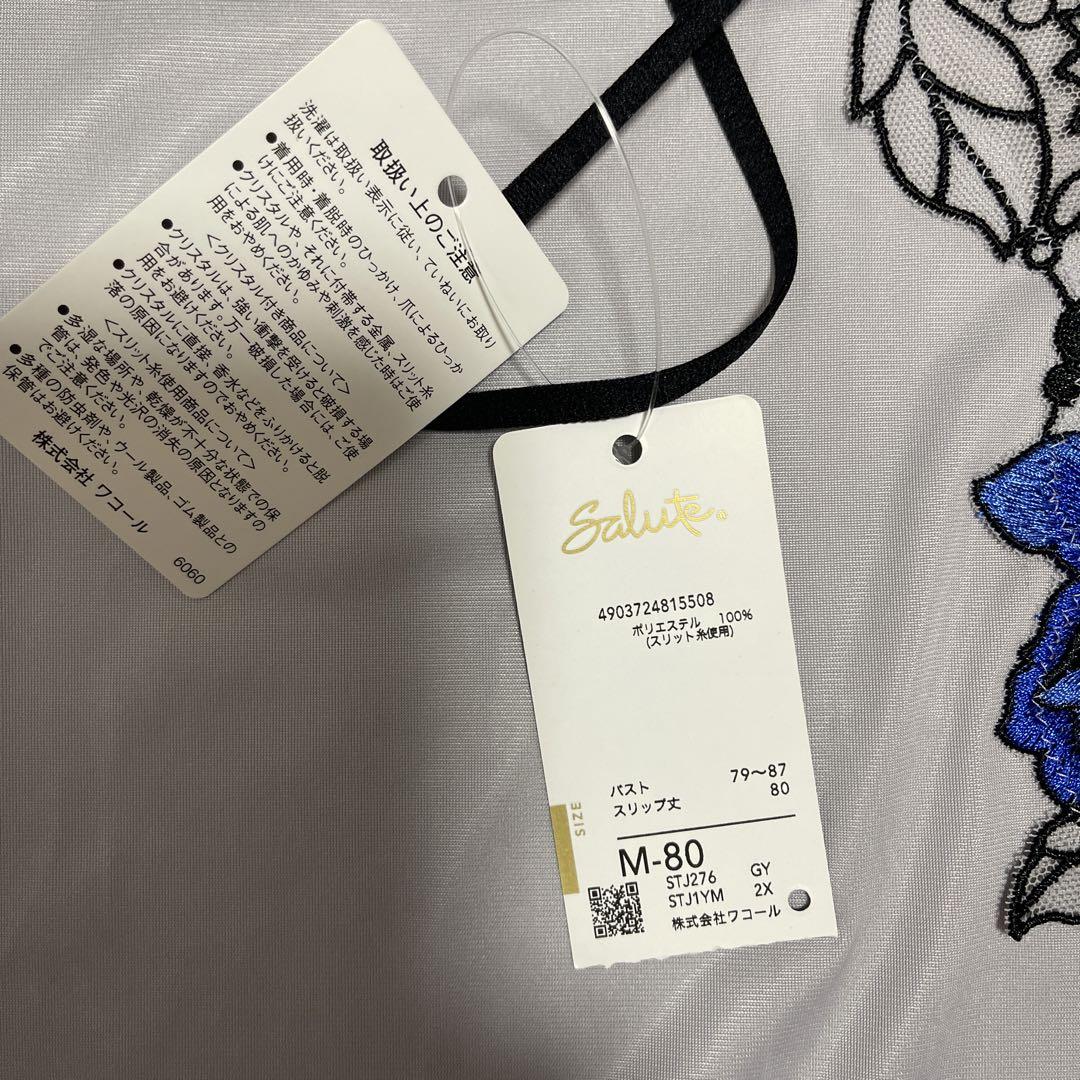 取扱い上のご注意
洗濯は取扱い表示に従い、ていねいにお取り
扱いください。
●着用時・着脱時のひっかけ、爪によるひっか
けにご注意ください。
●クリスタルや、それに付帯する金属、スリット糸
による肌へのかゆみや刺激を感じた時はご使
用をおやめください。
<クリスタル付き商品について>
●クリスタルは、強い衝撃を受けると破損する場
合があります。万一破損した場合には、ご使
用をお避けください。
●クリスタルに直接、香水などをふりかけると脱
落の原因になりますのでおやめください。
<スリット糸使用商品について>
●多湿な場所や、乾燥が不十分な状態での保
管は、発色や光沢の消失の原因となりますの
でご注意ください。
●多種の防虫剤や、ウール製品、ゴム製品との
保管はお避けください。
株式会社 ワコール
6060
Salute.
4903724815508
ポリエステル 100%
(スリット糸使用)
バスト 79〜87
スリップ丈 80
SIZE
M-80
STJ276 GY
STJ1YM 2X
株式会社ワコール